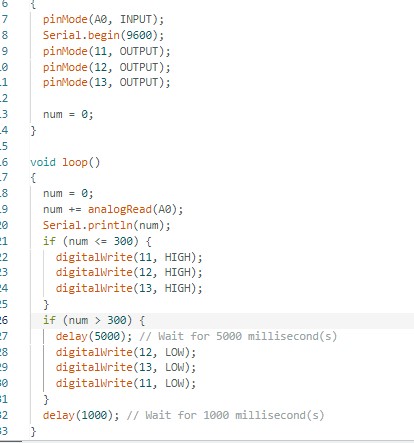 6 {
7 pinMode(A0, INPUT);
8 Serial.begin(9600);
9 pinMode(11, OUTPUT);
10 pinMode(12, OUTPUT);
11 pinMode(13, OUTPUT);
12
13 num = 0;
14 }
15
16 void loop()
17 {
18 num = 0;
19 num += analogRead(A0);
20 Serial.println(num);
21 if (num <= 300) {
22 digitalWrite(11, HIGH);
23 digitalWrite(12, HIGH);
24 digitalWrite(13, HIGH);
25 }
26 if (num > 300) {
27 delay(5000); // Wait for 5000 millisecond(s)
28 digitalWrite(12, LOW);
29 digitalWrite(13, LOW);
30 digitalWrite(11, LOW);
31 }
32 delay(1000); // Wait for 1000 millisecond(s)
33 }